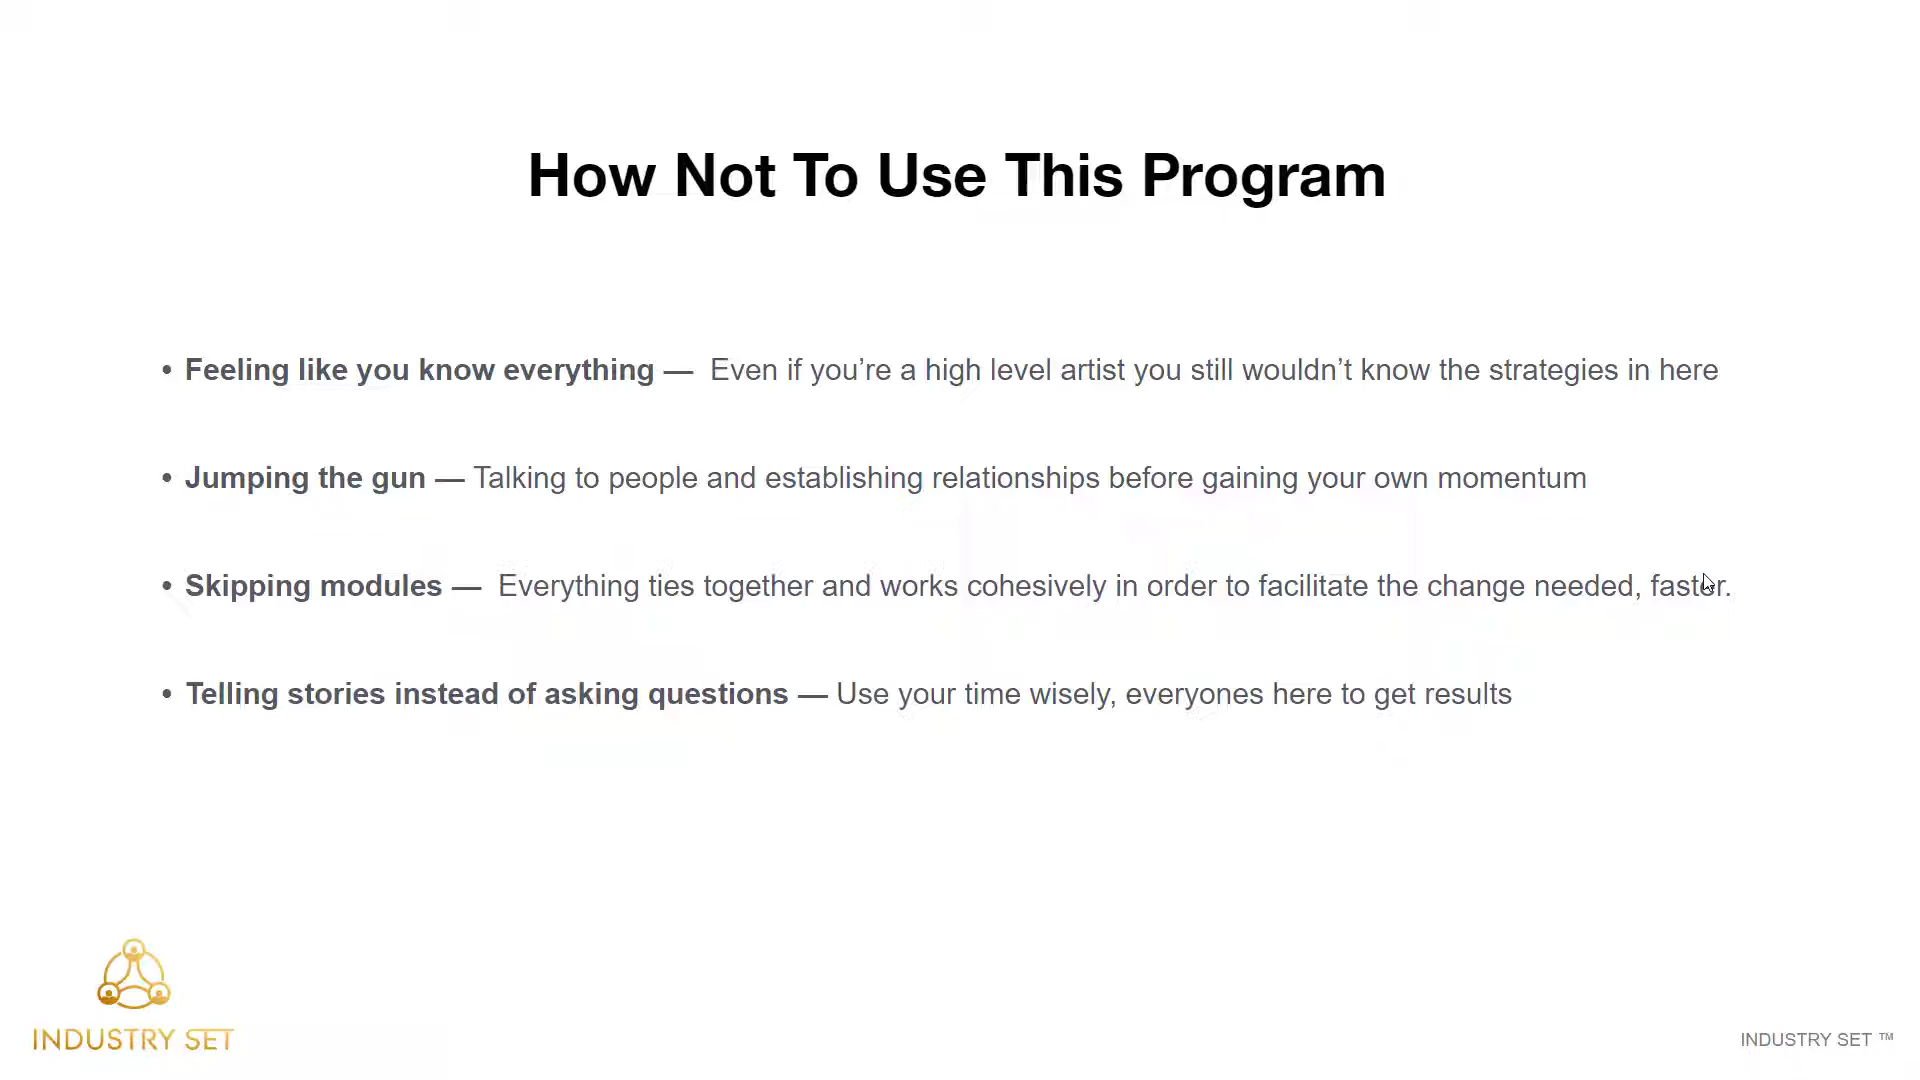 How Not To Use This Program
• Feeling like you know everything — Even if you’re a high level artist you still wouldn’t know the strategies in here
• Jumping the gun — Talking to people and establishing relationships before gaining your own momentum
• Skipping modules — Everything ties together and works cohesively in order to facilitate the change needed, faster.
• Telling stories instead of asking questions — Use your time wisely, everyones here to get results
INDUSTRY SET
INDUSTRY SET ™